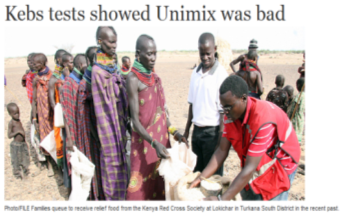 Kebs tests showed Unimix was bad
Photo/FILE Families queue to receive relief food from the Kenya Red Cross Society at Lokichar in Turkana South District in the recent past.